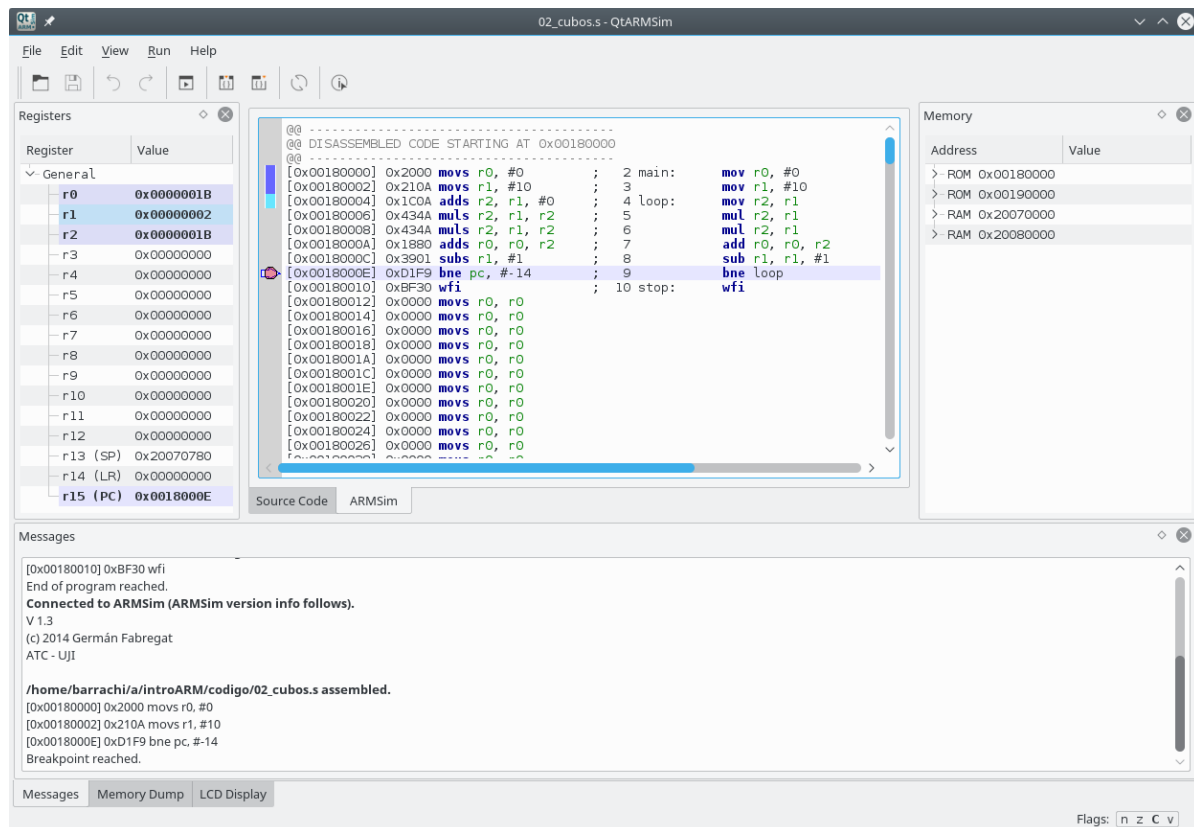 Qt
02_cubos.s - QtARMSim
File Edit View Run Help
Registers
Register Value
General
r0 0x0000001B
r1 0x00000002
r2 0x0000001B
r3 0x00000000
r4 0x00000000
r5 0x00000000
r6 0x00000000
r7 0x00000000
r8 0x00000000
r9 0x00000000
r10 0x00000000
r11 0x00000000
r12 0x00000000
r13 (SP) 0x20070780
r14 (LR) 0x00000000
r15 (PC) 0x0018000E
@@ ----------------------------------------
@@ DISASSEMBLED CODE STARTING AT 0x00180000
@@ ----------------------------------------
[0x00180000] 0x2000 movs r0, #0 ; 2 main: mov r0, #0
[0x00180002] 0x210A movs r1, #10 ; 3 mov r1, #10
[0x00180004] 0x1C0A adds r2, r1, #0 ; 4 loop: mov r2, r1
[0x00180006] 0x434A muls r2, r1, r2 ; 5 mul r2, r1
[0x00180008] 0x434A muls r2, r1, r2 ; 6 mul r2, r1
[0x0018000A] 0x1880 adds r0, r0, r2 ; 7 add r0, r0, r2
[0x0018000C] 0x3901 subs r1, #1 ; 8 sub r1, r1, #1
[0x0018000E] 0xD1F9 bne pc, #-14 ; 9 bne loop
[0x00180010] 0xBF30 wfi ; 10 stop: wfi
[0x00180012] 0x0000 movs r0, r0
[0x00180014] 0x0000 movs r0, r0
[0x00180016] 0x0000 movs r0, r0
[0x00180018] 0x0000 movs r0, r0
[0x0018001A] 0x0000 movs r0, r0
[0x0018001C] 0x0000 movs r0, r0
[0x0018001E] 0x0000 movs r0, r0
[0x00180020] 0x0000 movs r0, r0
[0x00180022] 0x0000 movs r0, r0
[0x00180024] 0x0000 movs r0, r0
[0x00180026] 0x0000 movs r0, r0
Source Code ARMSim
Memory
Address Value
ROM 0x00180000
ROM 0x00190000
RAM 0x20070000
RAM 0x20080000
Messages
[0x00180010] 0xBF30 wfi
End of program reached.
Connected to ARMSim (ARMSim version info follows).
V 1.3
(c) 2014 Germán Fabregat
ATC - UJI
/home/barrachi/a/introARM/codigo/02_cubos.s assembled.
[0x00180000] 0x2000 movs r0, #0
[0x00180002] 0x210A movs r1, #10
[0x0018000E] 0xD1F9 bne pc, #-14
Breakpoint reached.
Messages Memory Dump LCD Display
Flags: n z C v